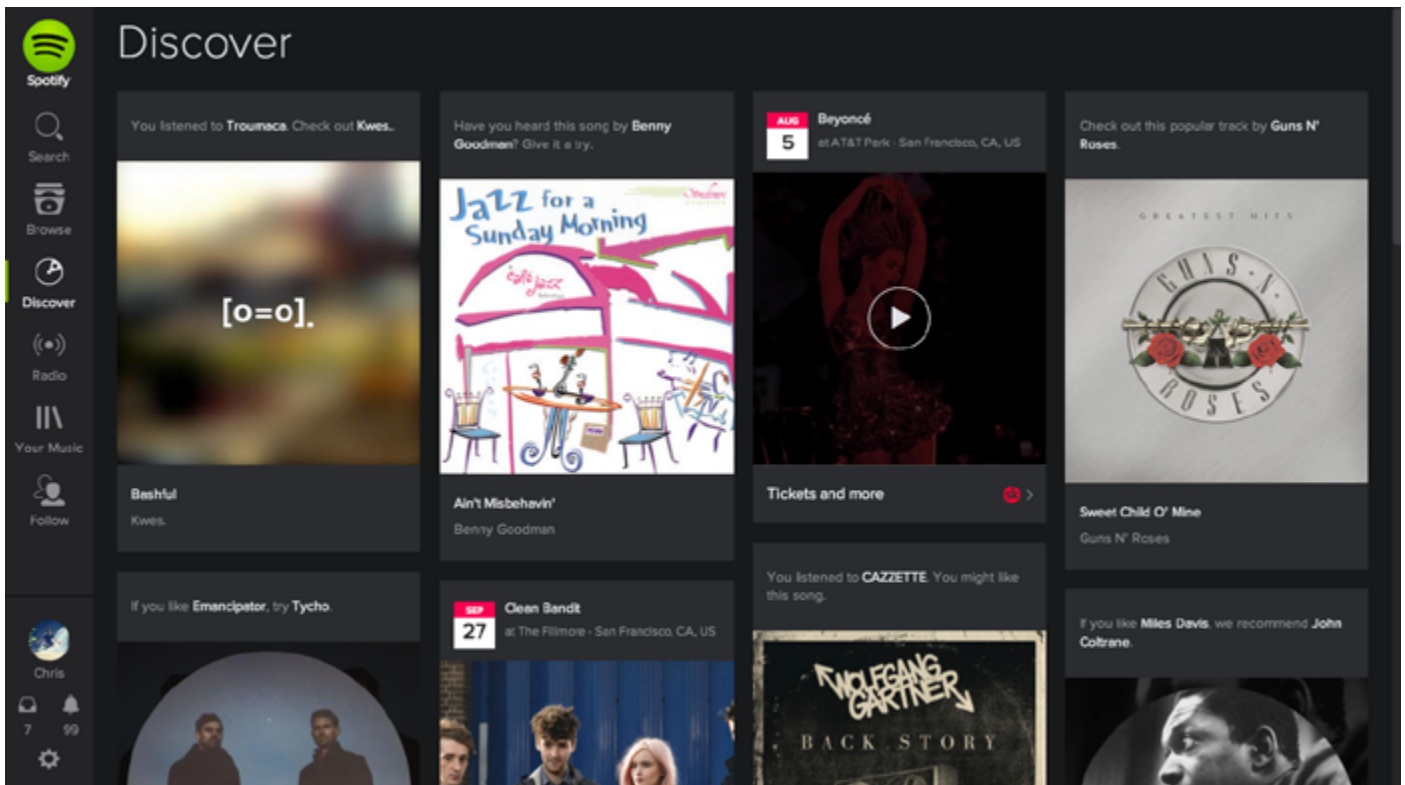 Spotify
Search
Browse
Discover
Radio
Your Music
Follow
Chris
7 99
Discover
You listened to Troumaca. Check out Kwes..
[o=o].
Bashful
Kwes.
If you like Emancipator, try Tycho.
Have you heard this song by Benny
Goodman? Give it a try.
Jazz for a
Sunday Morning
café jazz
Ain't Misbehavin'
Benny Goodman
SEP
27
Clean Bandit
at The Fillmore - San Francisco, CA, US
AUG
5
Beyoncé
at AT&T Park - San Francisco, CA, US
Tickets and more
You listened to CAZZETTE. You might like
this song.
WOLFGANG
GARTNER
BACK STORY
Check out this popular track by Guns N'
Roses.
GREATEST HITS
GUNS N'
ROSES
Sweet Child O' Mine
Guns N' Roses
If you like Miles Davis, we recommend John
Coltrane.